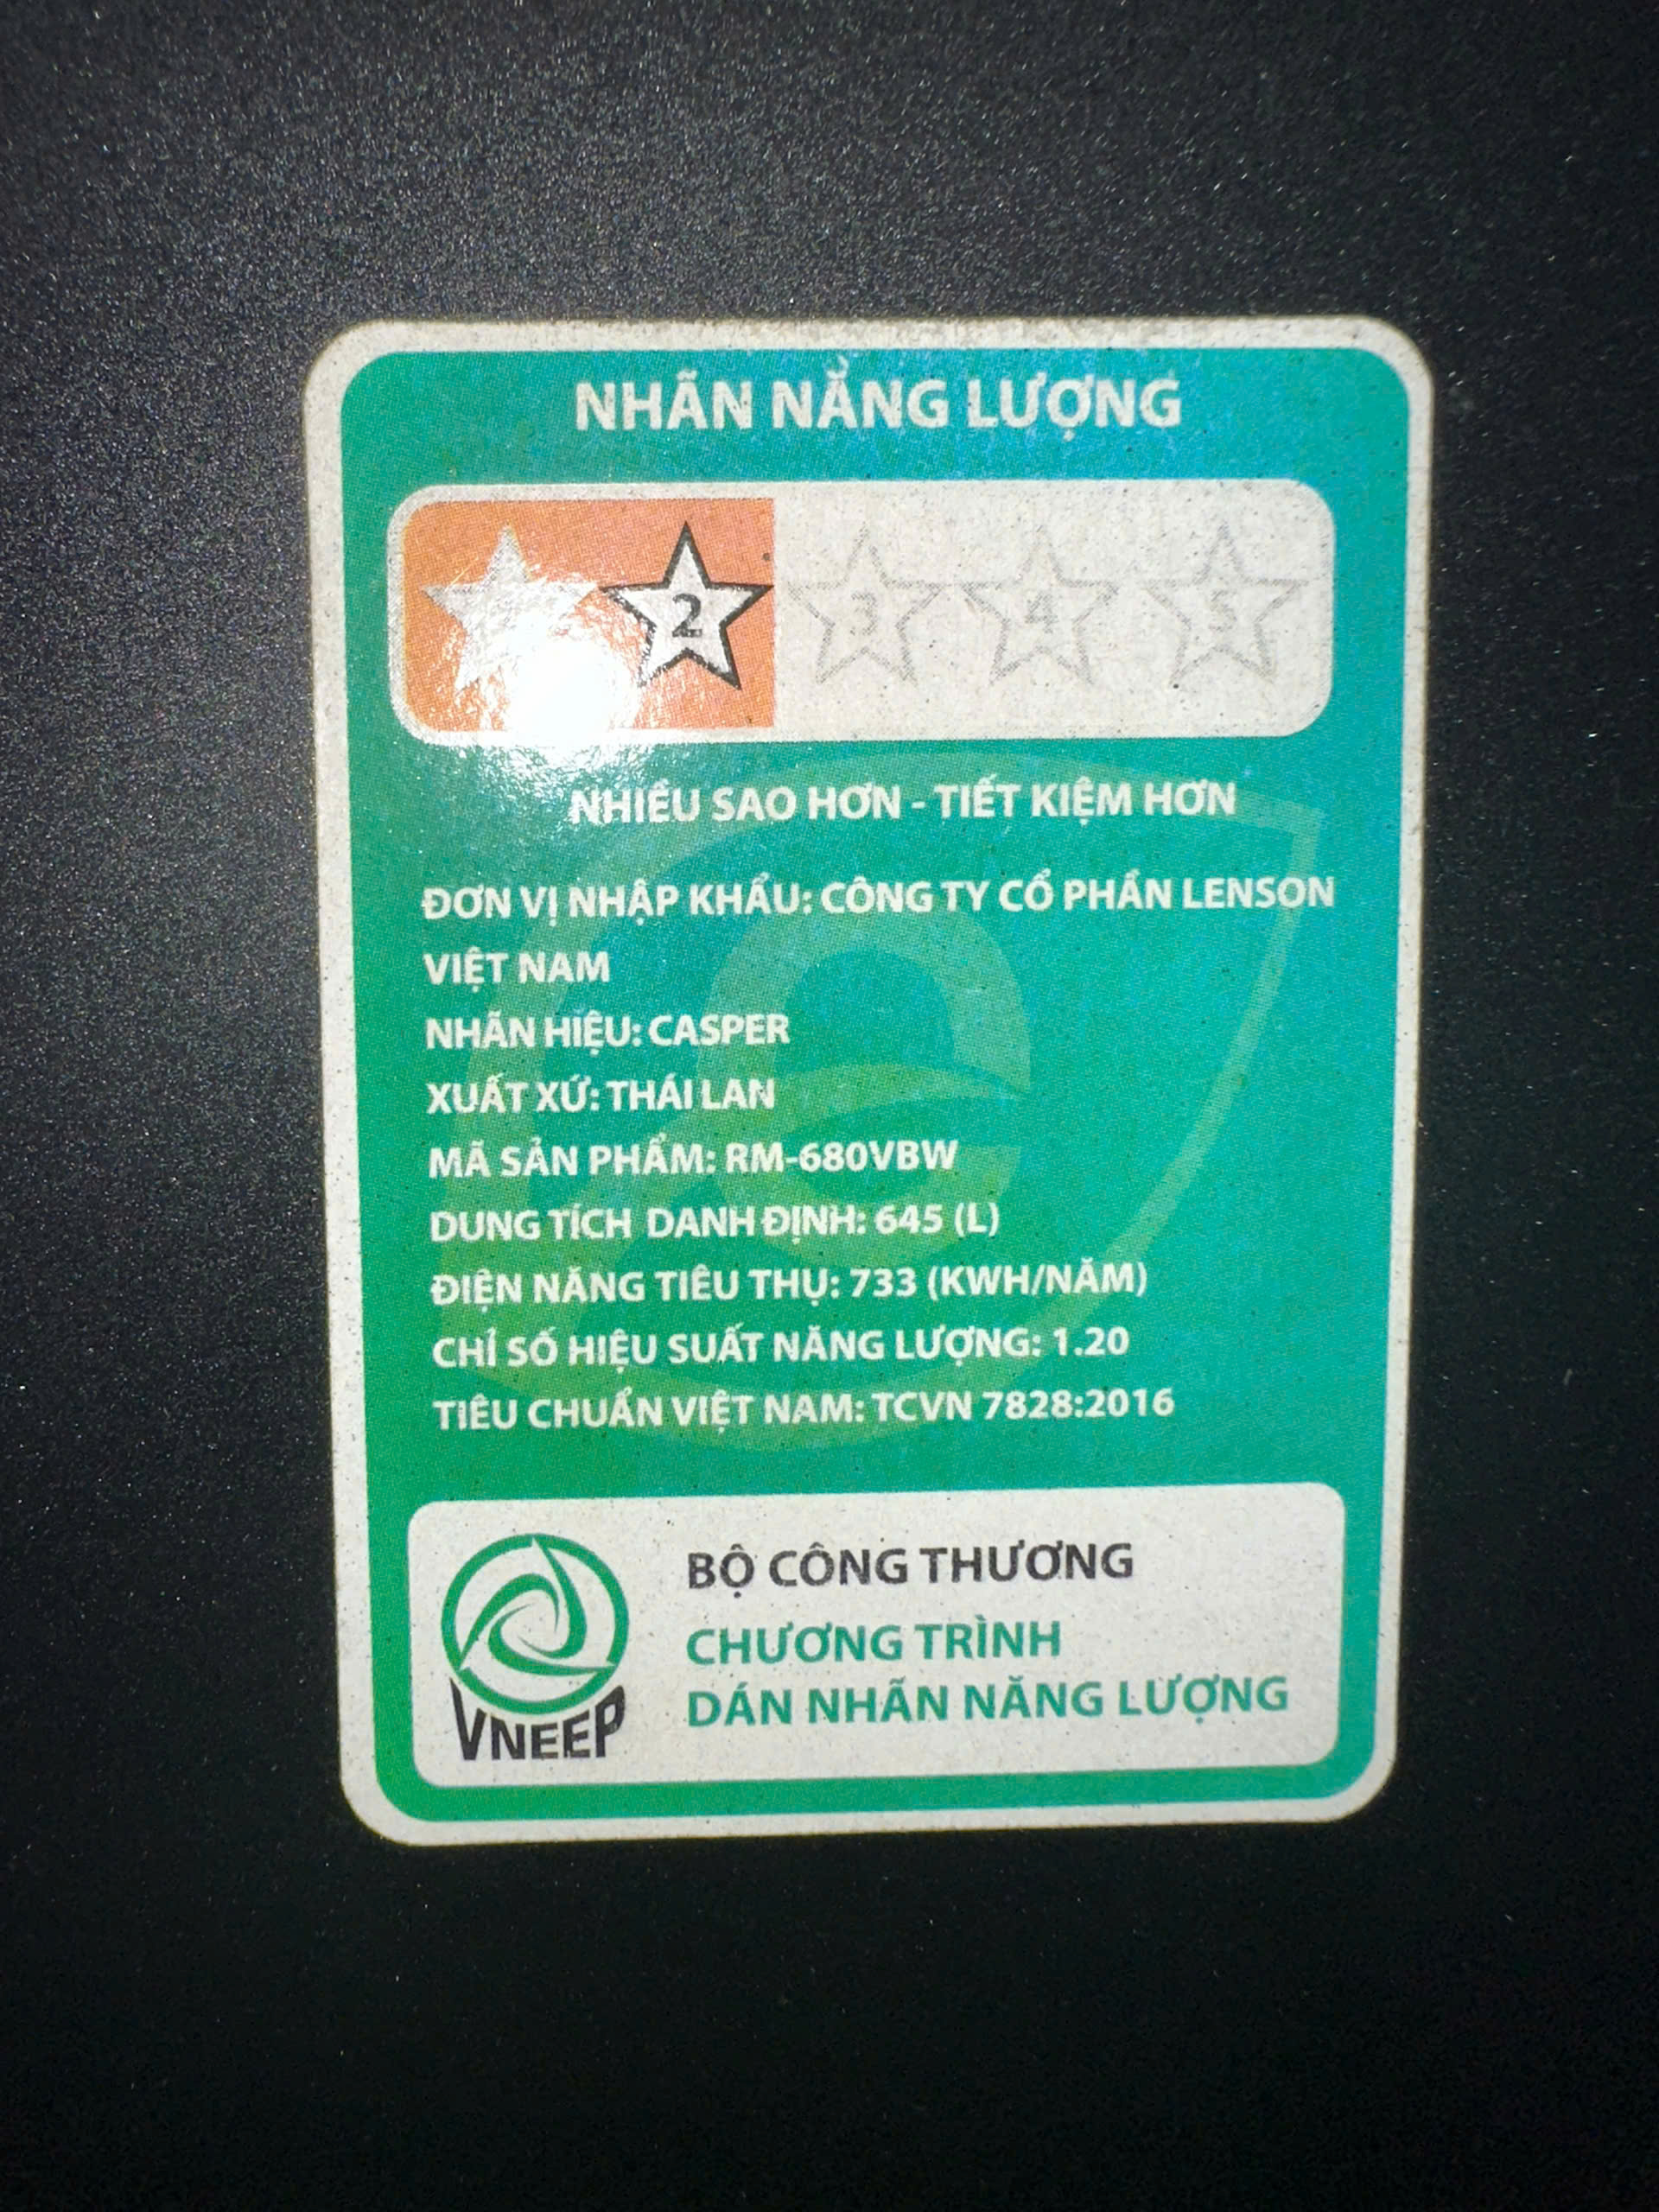 NHÃN NĂNG LƯỢNG
2 3 4 5
NHIỀU SAO HƠN - TIẾT KIỆM HƠN
ĐƠN VỊ NHẬP KHẨU: CÔNG TY CỔ PHẦN LENSON
VIỆT NAM
NHÃN HIỆU: CASPER
XUẤT XỨ: THÁI LAN
MÃ SẢN PHẨM: RM-680VBW
DUNG TÍCH DANH ĐỊNH: 645 (L)
ĐIỆN NĂNG TIÊU THỤ: 733 (KWH/NĂM)
CHỈ SỐ HIỆU SUẤT NĂNG LƯỢNG: 1.20
TIÊU CHUẨN VIỆT NAM: TCVN 7828:2016
BỘ CÔNG THƯƠNG
CHƯƠNG TRÌNH
DÁN NHÃN NĂNG LƯỢNG
VNEEP